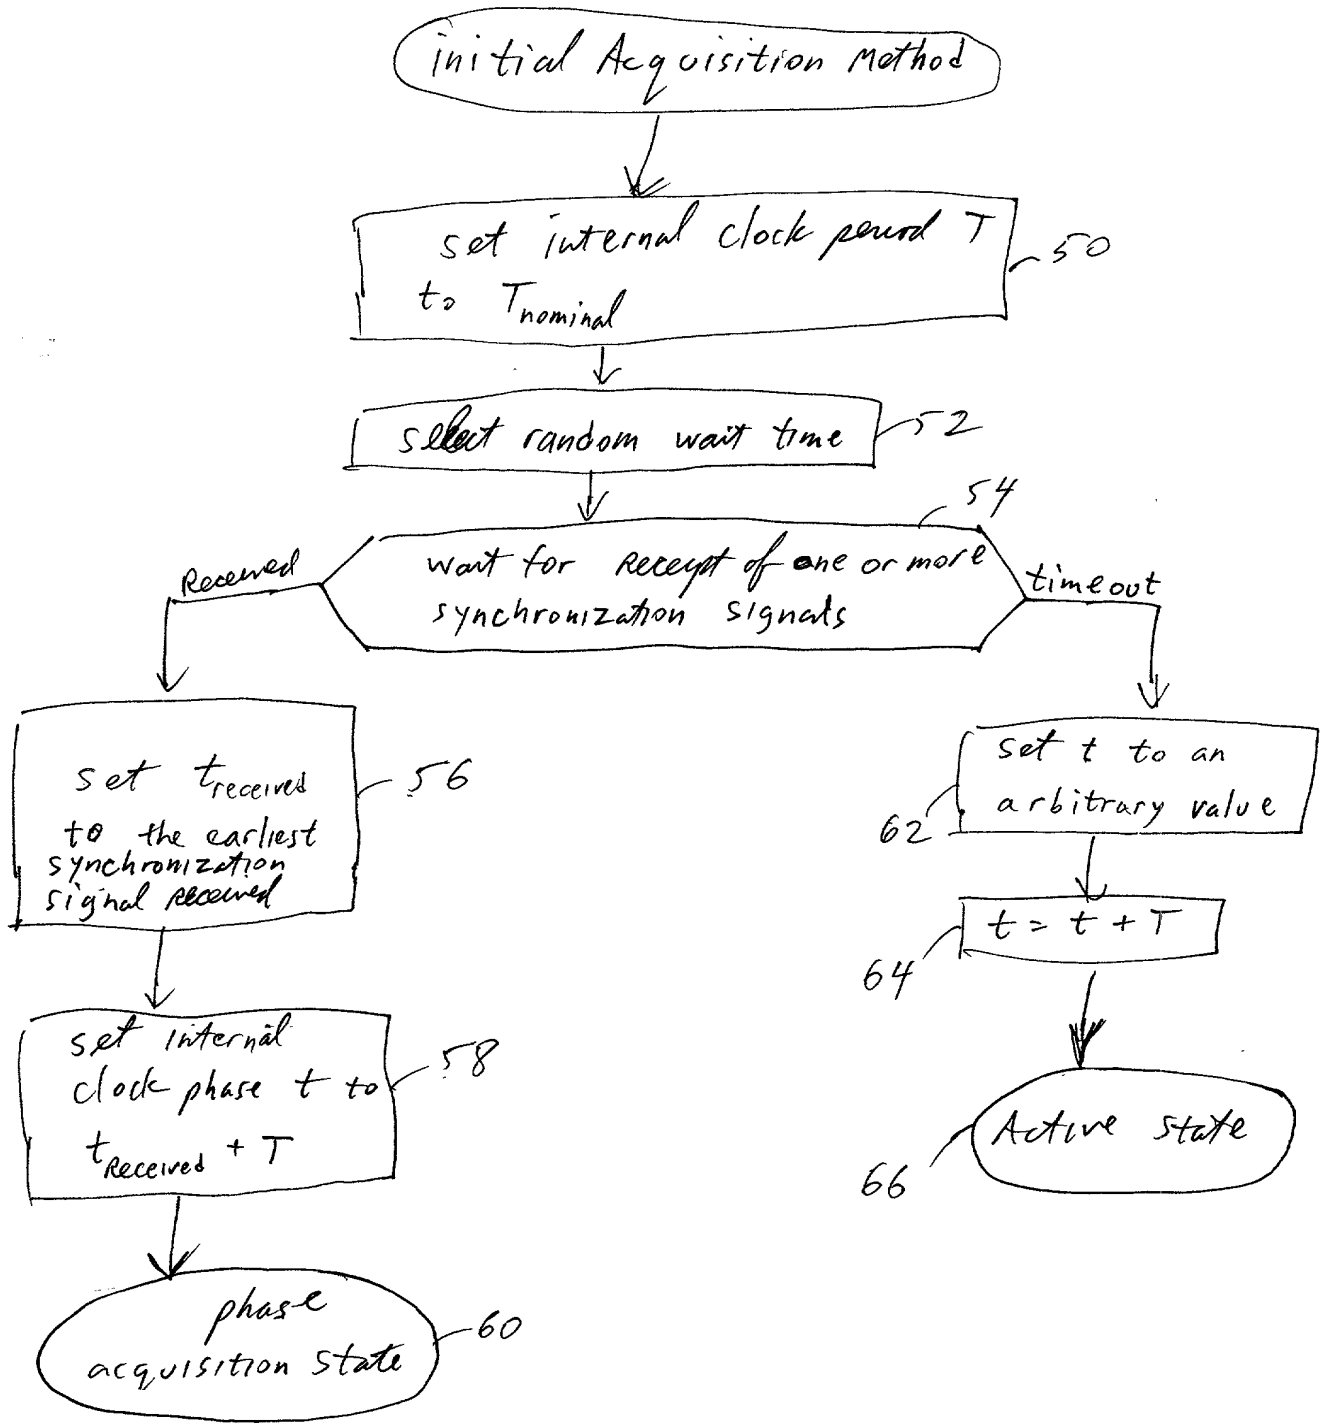 initial Acquisition Method
set internal clock period T
to Tnominal
50
select random wait time
52
54
wait for Receipt of one or more
synchronization signals
Received
timeout
set treceived
to the earliest
synchronization
signal received
56
set internal
clock phase t to
tReceived + T
58
phase
acquisition state
60
set t to an
arbitrary value
62
t = t + T
64
Active state
66